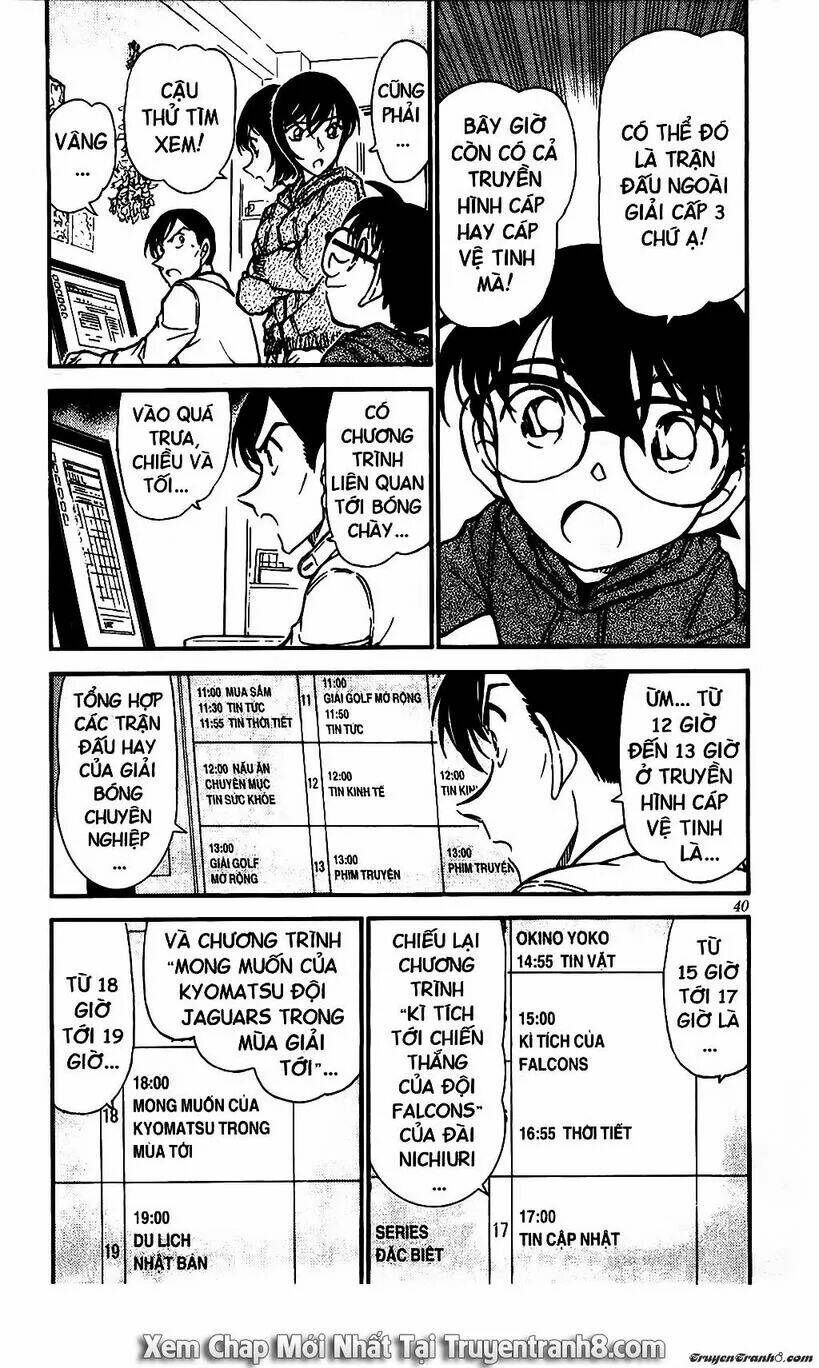 CÓ THỂ ĐÓ
LÀ TRẬN
ĐẤU NGOÀI
GIẢI CẤP 3
CHỨ Ạ!
BÂY GIỜ
CÒN CÓ CẢ
TRUYỀN
HÌNH CÁP
HAY CÁP
VỆ TINH
MÀ!
CŨNG
PHẢI
...
CẬU
THỬ TÌM
XEM!
VÂNG
...
CÓ
CHƯƠNG
TRÌNH
LIÊN QUAN
TỚI BÓNG
CHÀY...
VÀO QUÁ
TRƯA,
CHIỀU VÀ
TỐI...
ỪM... TỪ
12 GIỜ
ĐẾN 13 GIỜ
Ở TRUYỀN
HÌNH CÁP
VỆ TINH
LÀ...
11:00 MUA SẮM
11:30 TIN TỨC
11:55 TIN THỜI TIẾT
11
11:00
GIẢI GOLF MỞ RỘNG
11:50
TIN TỨC
12:00 NẤU ĂN
CHUYÊN MỤC
TIN SỨC KHỎE
12
12:00
TIN KINH TẾ
12:00
TIN KINH
13:00
GIẢI GOLF
MỞ RỘNG
13
13:00
PHIM TRUYỆN
13:00
PHIM TRUYỆN
TỔNG HỢP
CÁC TRẬN
ĐẤU HAY
CỦA GIẢI
BÓNG
CHUYÊN
NGHIỆP
...
40
TỪ
15 GIỜ
TỚI 17
GIỜ LÀ
...
OKINO YOKO
14:55 TIN VẶT
15:00
KÌ TÍCH CỦA
FALCONS
16:55 THỜI TIẾT
17:00
TIN CẬP NHẬT
17
SERIES
ĐẶC BIỆT
CHIẾU LẠI
CHƯƠNG
TRÌNH
"KÌ TÍCH
TỚI CHIẾN
THẮNG
CỦA ĐỘI
FALCONS"
CỦA ĐÀI
NICHIURI
...
VÀ CHƯƠNG TRÌNH
"MONG MUỐN CỦA
KYOMATSU ĐỘI
JAGUARS TRONG
MÙA GIẢI
TỚI"...
TỪ 18
GIỜ
TỚI 19
GIỜ...
18
18:00
MONG MUỐN CỦA
KYOMATSU TRONG
MÙA TỚI
19
19:00
DU LỊCH
NHẬT BẢN
Xem Chap Mới Nhất Tại Truyentranh8.com
TruyenTranh8.com